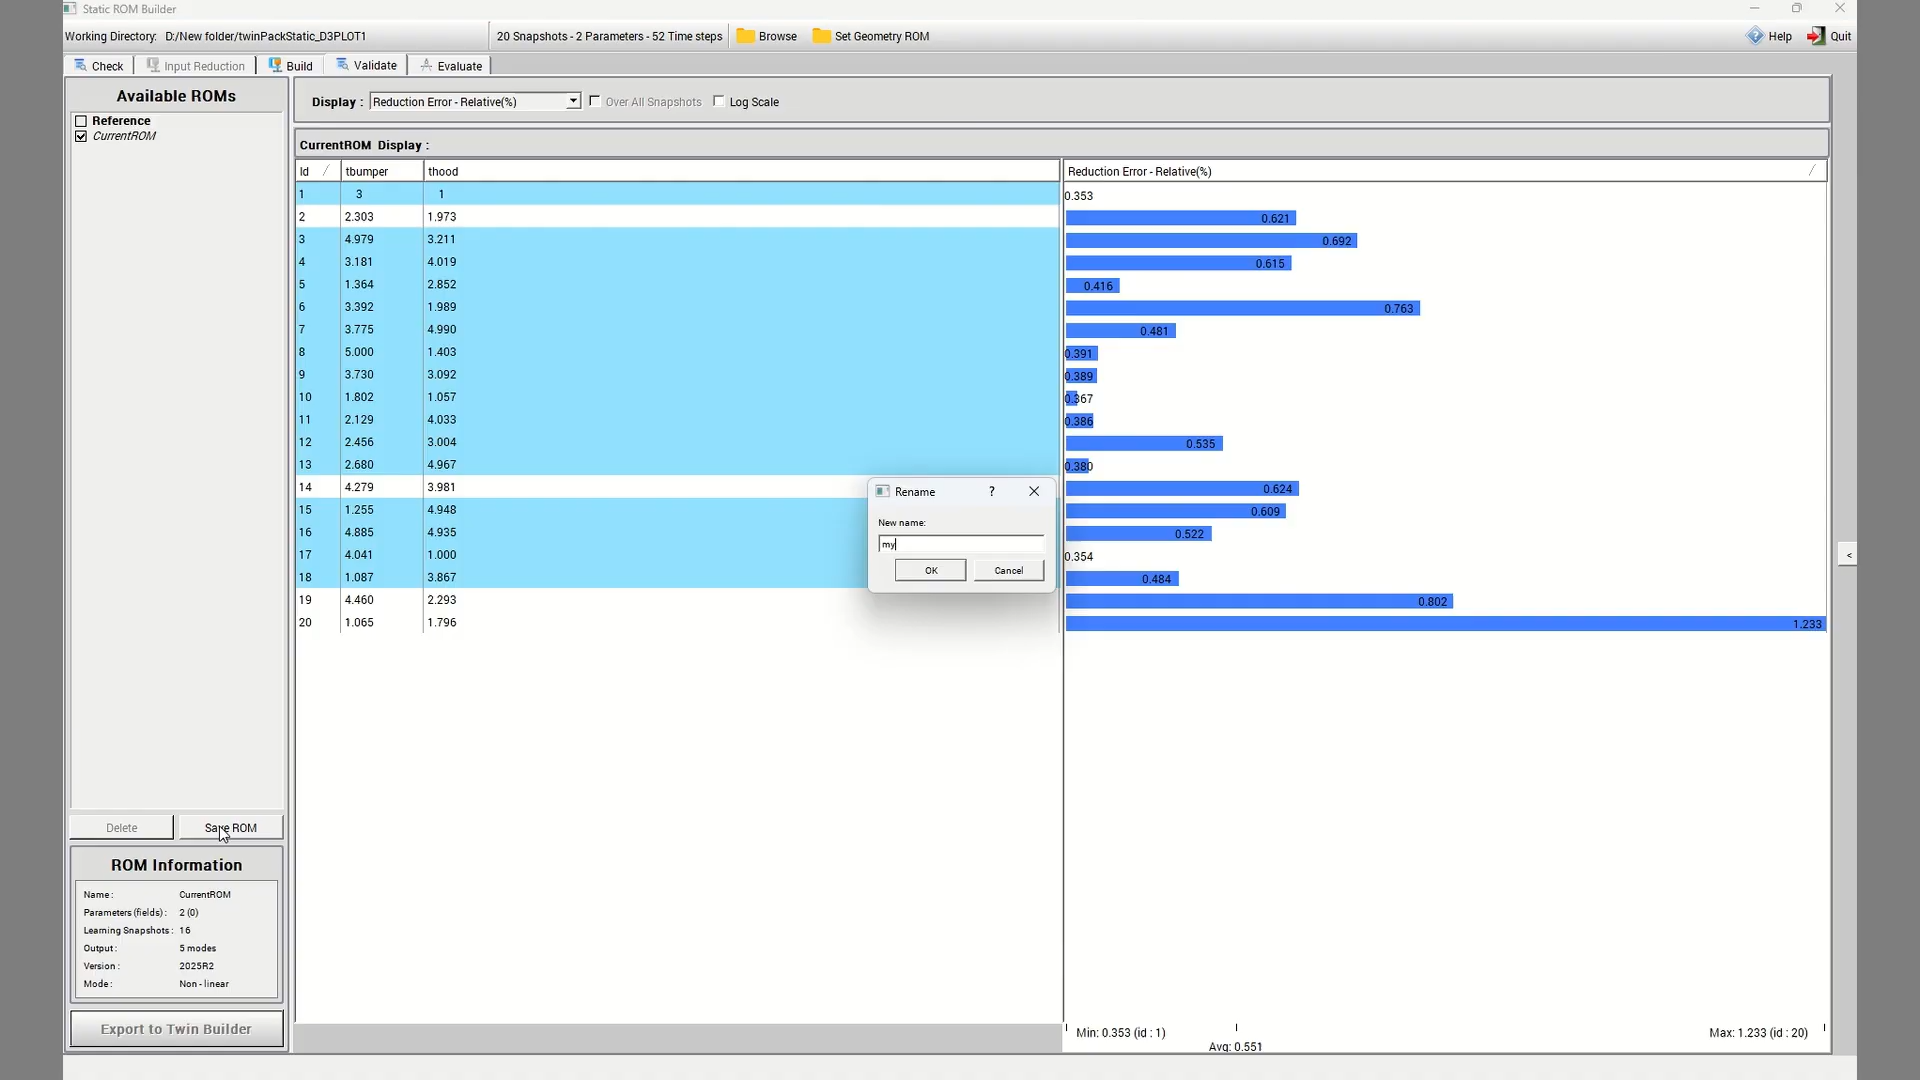 Static ROM Builder
Working Directory: D:/New folder/twinPackStatic_D3PLOT1
20 Snapshots - 2 Parameters - 52 Time steps
Browse
Set Geometry ROM
Help
Quit
Check
Input Reduction
Build
Validate
Evaluate
Available ROMs
Reference
CurrentROM
Display :
Reduction Error - Relative(%)
Over All Snapshots
Log Scale
CurrentROM Display :
Id tbumper thood Reduction Error - Relative(%)
1 3 1 0.353
2 2.303 1.973 0.621
3 4.979 3.211 0.692
4 3.181 4.019 0.615
5 1.364 2.852 0.416
6 3.392 1.989 0.763
7 3.775 4.990 0.481
8 5.000 1.403 0.391
9 3.730 3.092 0.389
10 1.802 1.057 0.367
11 2.129 4.033 0.386
12 2.456 3.004 0.535
13 2.680 4.967 0.380
14 4.279 3.981 0.624
15 1.255 4.948 0.609
16 4.885 4.935 0.522
17 4.041 1.000 0.354
18 1.087 3.867 0.484
19 4.460 2.293 0.802
20 1.065 1.796 1.233
Rename
?
New name:
my
OK
Cancel
<
Delete
Save ROM
ROM Information
Name : CurrentROM
Parameters (fields) : 2 (0)
Learning Snapshots : 16
Output : 5 modes
Version : 2025R2
Mode : Non - linear
Export to Twin Builder
Min: 0.353 (id : 1)
Avg: 0.551
Max: 1.233 (id : 20)